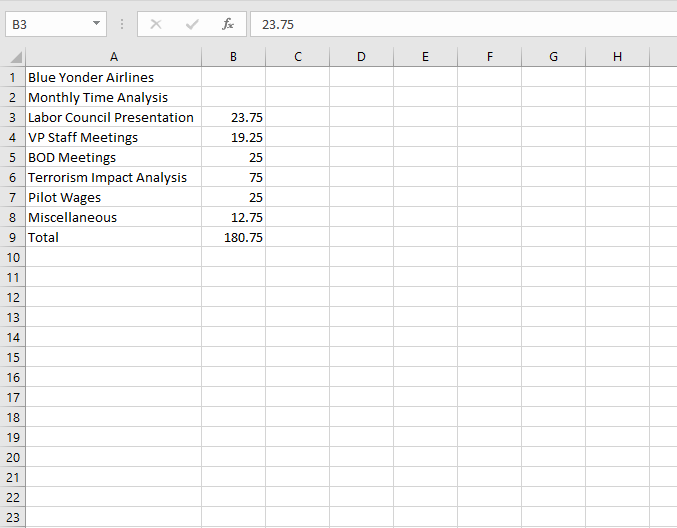 B3 fx 23.75
A B C D E F G H
1 Blue Yonder Airlines
2 Monthly Time Analysis
3 Labor Council Presentation 23.75
4 VP Staff Meetings 19.25
5 BOD Meetings 25
6 Terrorism Impact Analysis 75
7 Pilot Wages 25
8 Miscellaneous 12.75
9 Total 180.75
10
11
12
13
14
15
16
17
18
19
20
21
22
23